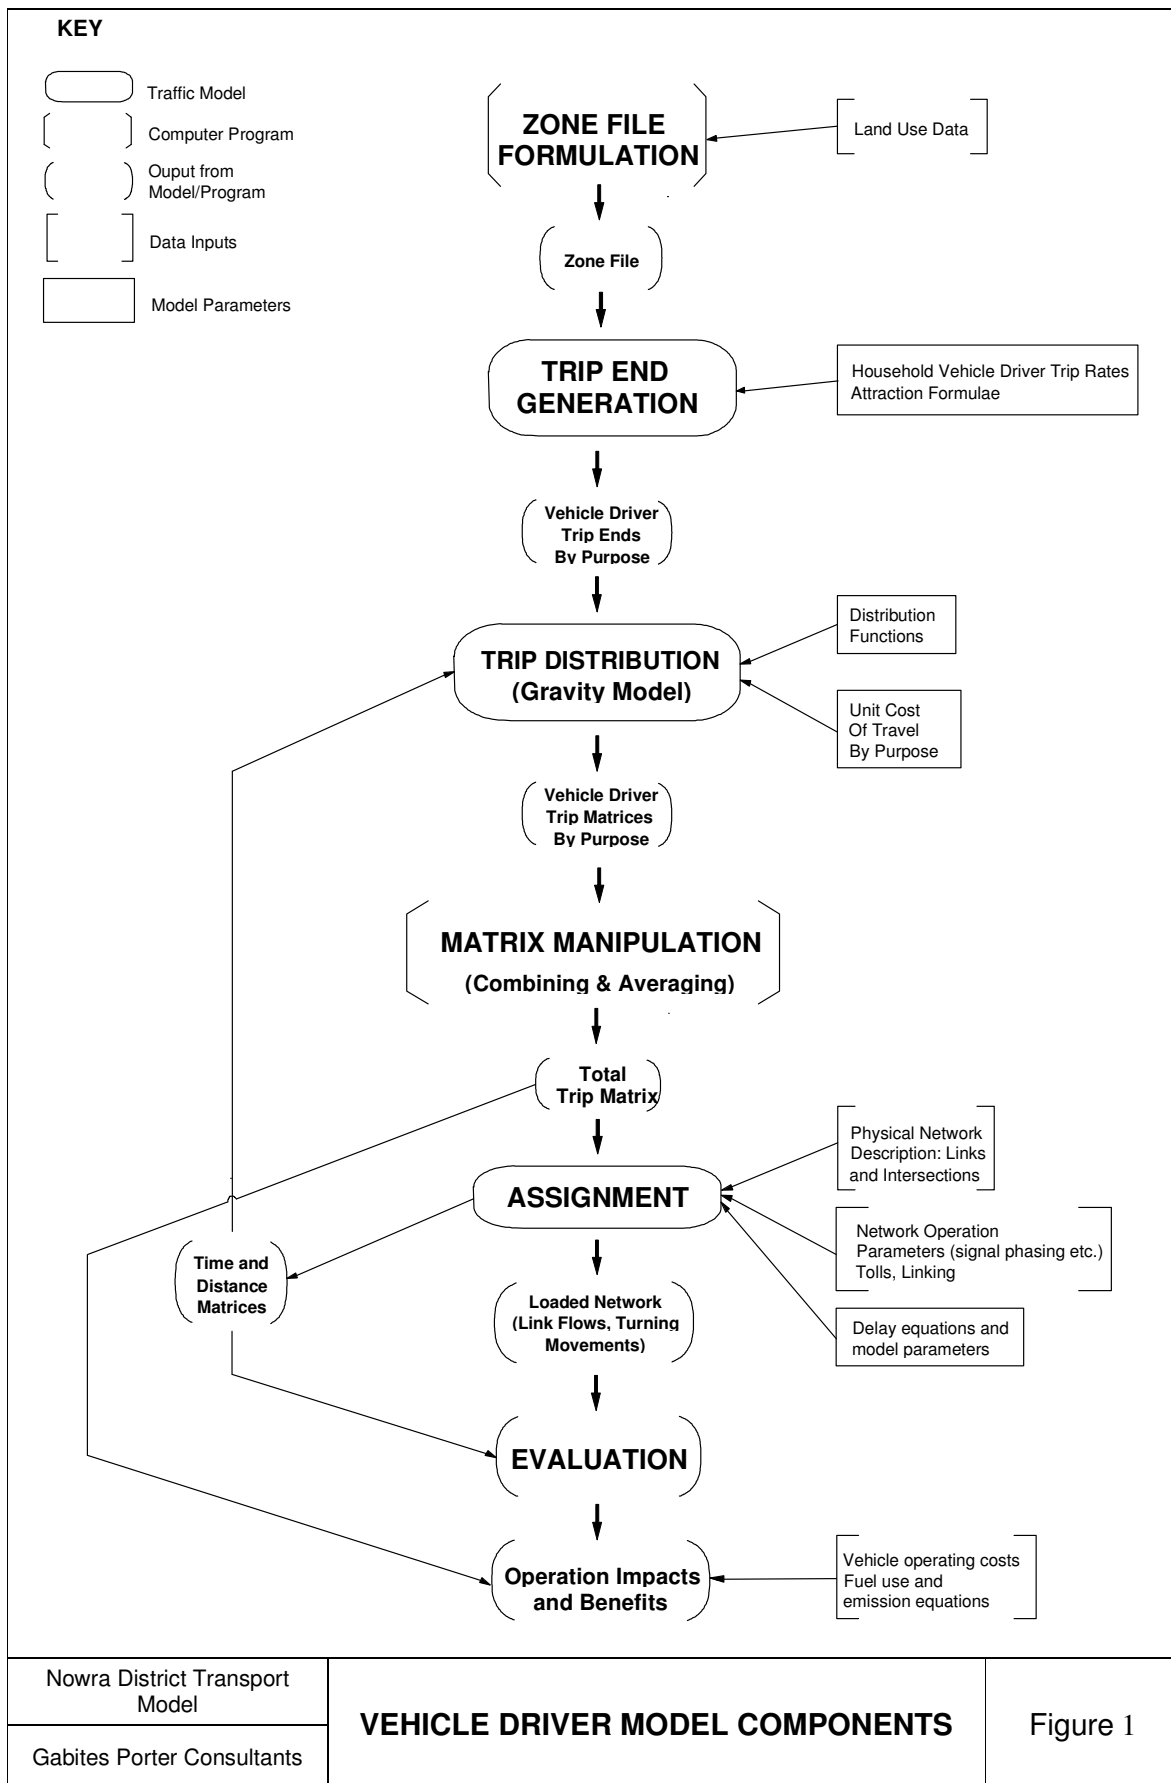 KEY
Traffic Model
Computer Program
Ouput from
Model/Program
Data Inputs
Model Parameters
ZONE FILE
FORMULATION
Land Use Data
Zone File
TRIP END
GENERATION
Household Vehicle Driver Trip Rates
Attraction Formulae
Vehicle Driver
Trip Ends
By Purpose
TRIP DISTRIBUTION
(Gravity Model)
Distribution
Functions
Unit Cost
Of Travel
By Purpose
Vehicle Driver
Trip Matrices
By Purpose
MATRIX MANIPULATION
(Combining & Averaging)
Total
Trip Matrix
ASSIGNMENT
Physical Network
Description: Links
and Intersections
Network Operation
Parameters (signal phasing etc.)
Tolls, Linking
Delay equations and
model parameters
Time and
Distance
Matrices
Loaded Network
(Link Flows, Turning
Movements)
EVALUATION
Operation Impacts
and Benefits
Vehicle operating costs
Fuel use and
emission equations
Nowra District Transport
Model
Gabites Porter Consultants
VEHICLE DRIVER MODEL COMPONENTS
Figure 1